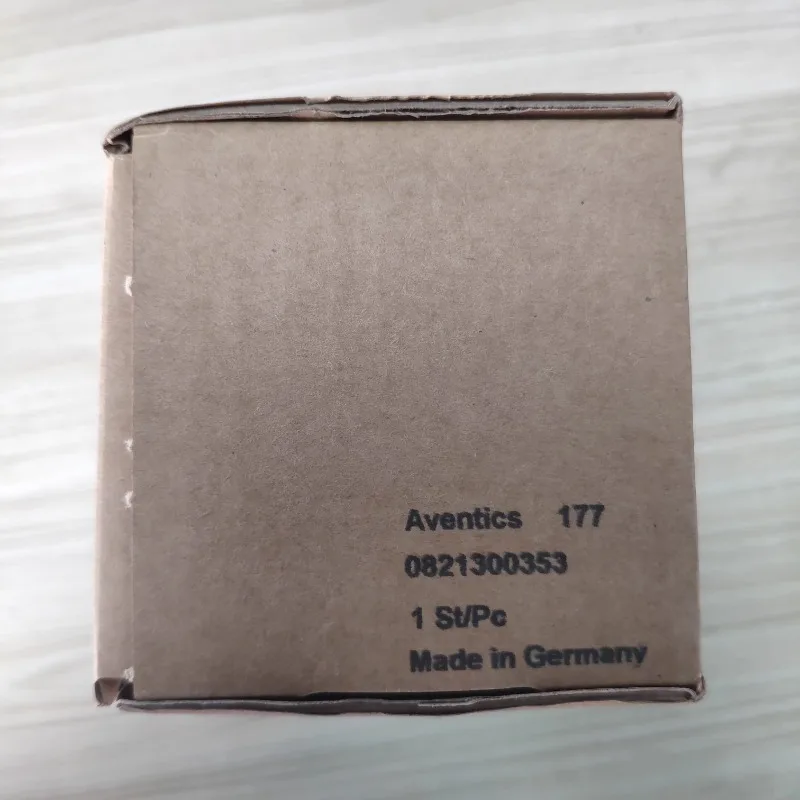 Aventics 177
0821300353
1 St/Pc
Made in Germany